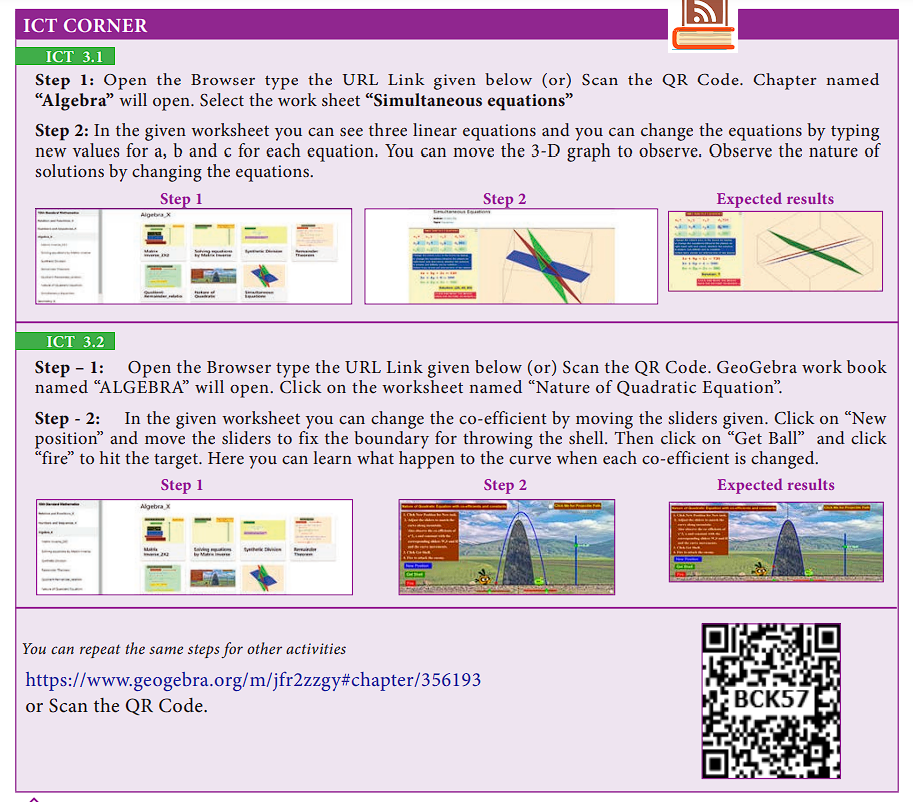 ICT CORNER
ICT 3.1
Step 1: Open the Browser type the URL Link given below (or) Scan the QR Code. Chapter named
“Algebra” will open. Select the work sheet “Simultaneous equations”
Step 2: In the given worksheet you can see three linear equations and you can change the equations by typing
new values for a, b and c for each equation. You can move the 3-D graph to observe. Observe the nature of
solutions by changing the equations.
Step 1 Step 2 Expected results
Algebra_X
Matrix Inverse_2X2
Solving equations by Matrix Inverse
Synthetic Division
Remainder Theorem
Nature of Quadratic
Simultaneous Equations
Simultaneous Equations
ICT 3.2
Step – 1: Open the Browser type the URL Link given below (or) Scan the QR Code. GeoGebra work book
named “ALGEBRA” will open. Click on the worksheet named “Nature of Quadratic Equation”.
Step - 2: In the given worksheet you can change the co-efficient by moving the sliders given. Click on “New
position” and move the sliders to fix the boundary for throwing the shell. Then click on “Get Ball” and click
“fire” to hit the target. Here you can learn what happen to the curve when each co-efficient is changed.
Step 1 Step 2 Expected results
Algebra_X
Matrix Inverse_2X2
Solving equations by Matrix Inverse
Synthetic Division
Remainder Theorem
You can repeat the same steps for other activities
https://www.geogebra.org/m/jfr2zzgy#chapter/356193
or Scan the QR Code.
BCK57